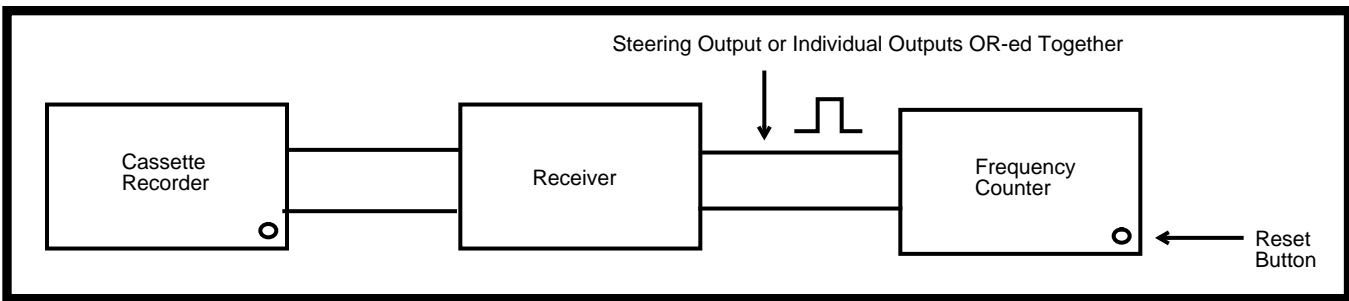 Steering Output or Individual Outputs OR-ed Together
Cassette
Recorder
Receiver
Frequency
Counter
Reset
Button